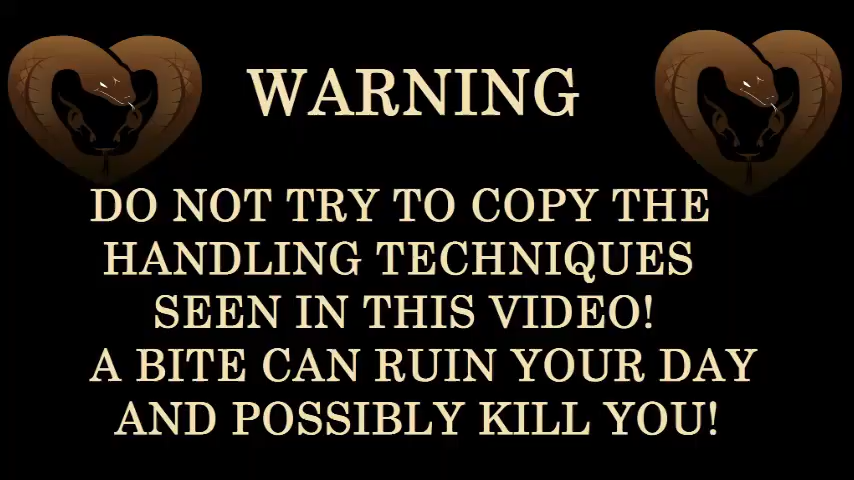 WARNING
DO NOT TRY TO COPY THE
HANDLING TECHNIQUES
SEEN IN THIS VIDEO!
A BITE CAN RUIN YOUR DAY
AND POSSIBLY KILL YOU!